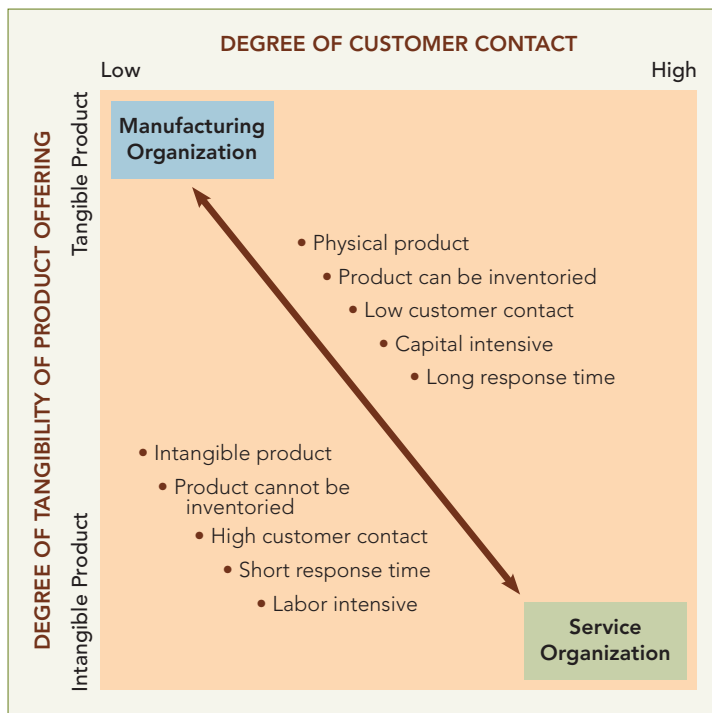 DEGREE OF CUSTOMER CONTACT
Low
High
DEGREE OF TANGIBILITY OF PRODUCT OFFERING
Tangible Product
Intangible Product
Manufacturing
Organization
• Physical product
• Product can be inventoried
• Low customer contact
• Capital intensive
• Long response time
• Intangible product
• Product cannot be
inventoried
• High customer contact
• Short response time
• Labor intensive
Service
Organization